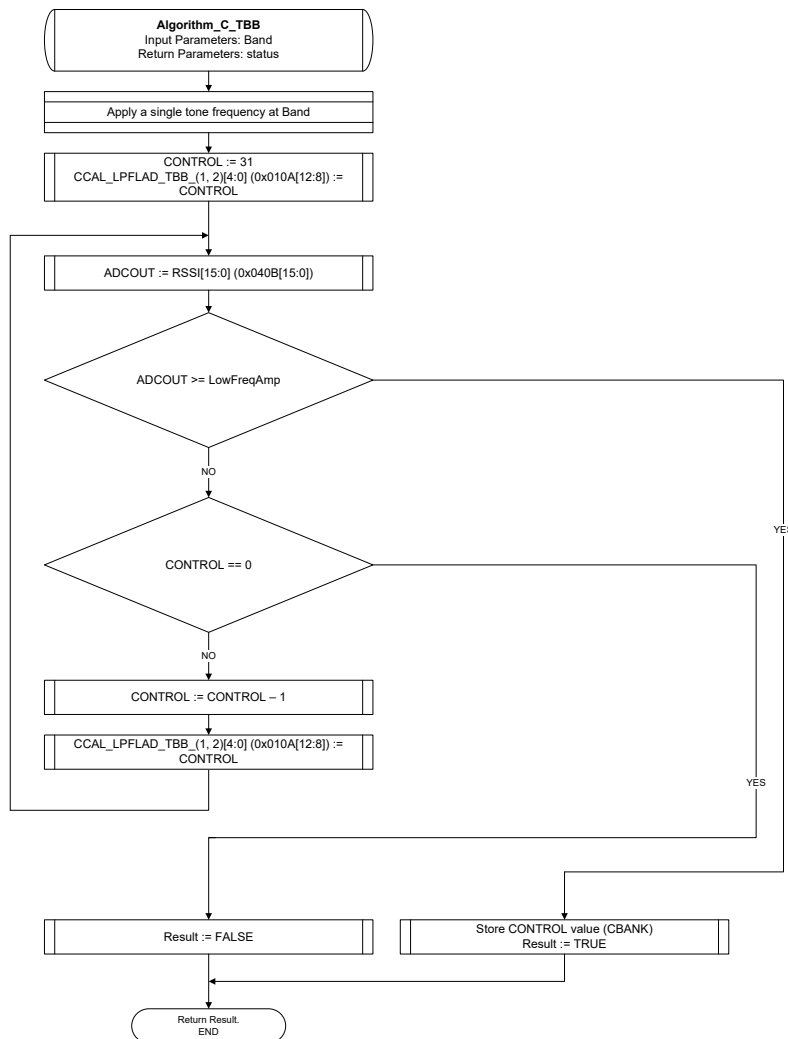 Algorithm_C_TBB
Input Parameters: Band
Return Parameters: status
Apply a single tone frequency at Band
CONTROL := 31
CCAL_LPFLAD_TBB_(1, 2)[4:0] (0x010A[12:8]) :=
CONTROL
ADCOUT := RSSI[15:0] (0x040B[15:0])
ADCOUT >= LowFreqAmp
NO
YES
CONTROL == 0
NO
CONTROL := CONTROL – 1
CCAL_LPFLAD_TBB_(1, 2)[4:0] (0x010A[12:8]) :=
CONTROL
YES
Result := FALSE
Store CONTROL value (CBANK)
Result := TRUE
Return Result.
END